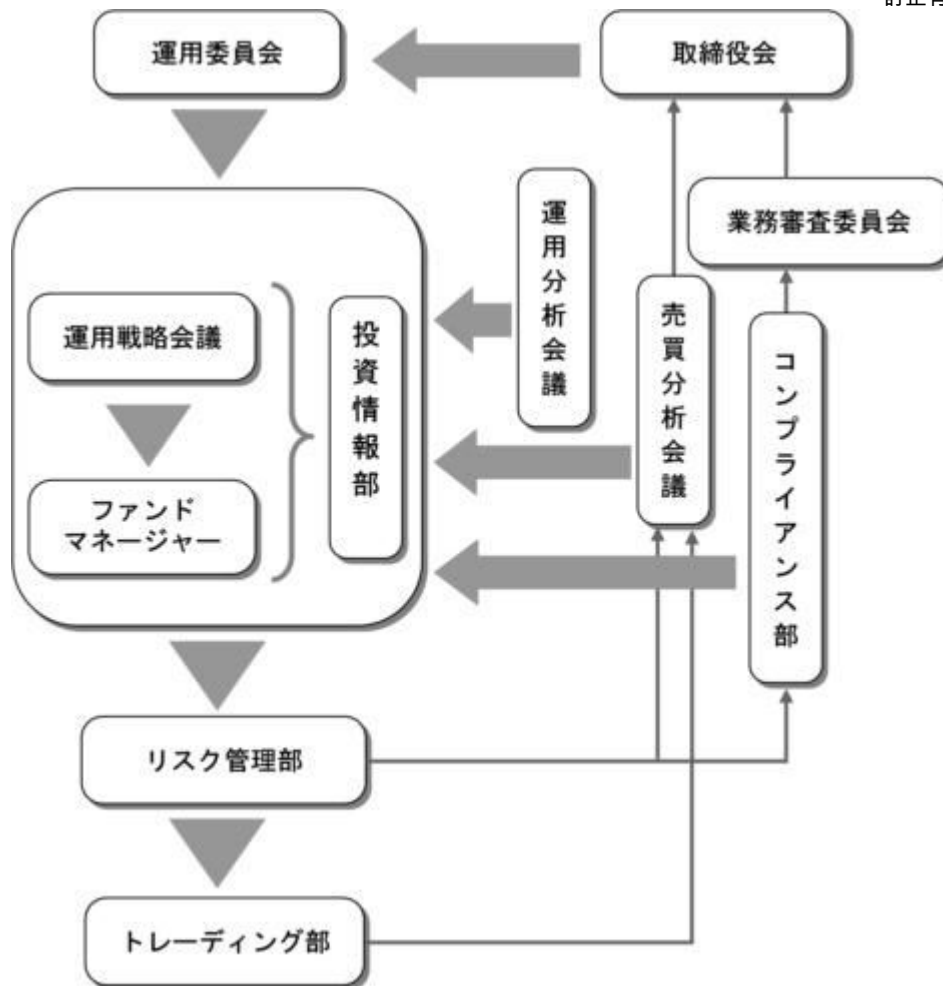 運用委員会
取締役会
業務審査委員会
運用分析会議
売買分析会議
コンプライアンス部
運用戦略会議
投資情報部
ファンド
マネージャー
リスク管理部
トレーディング部